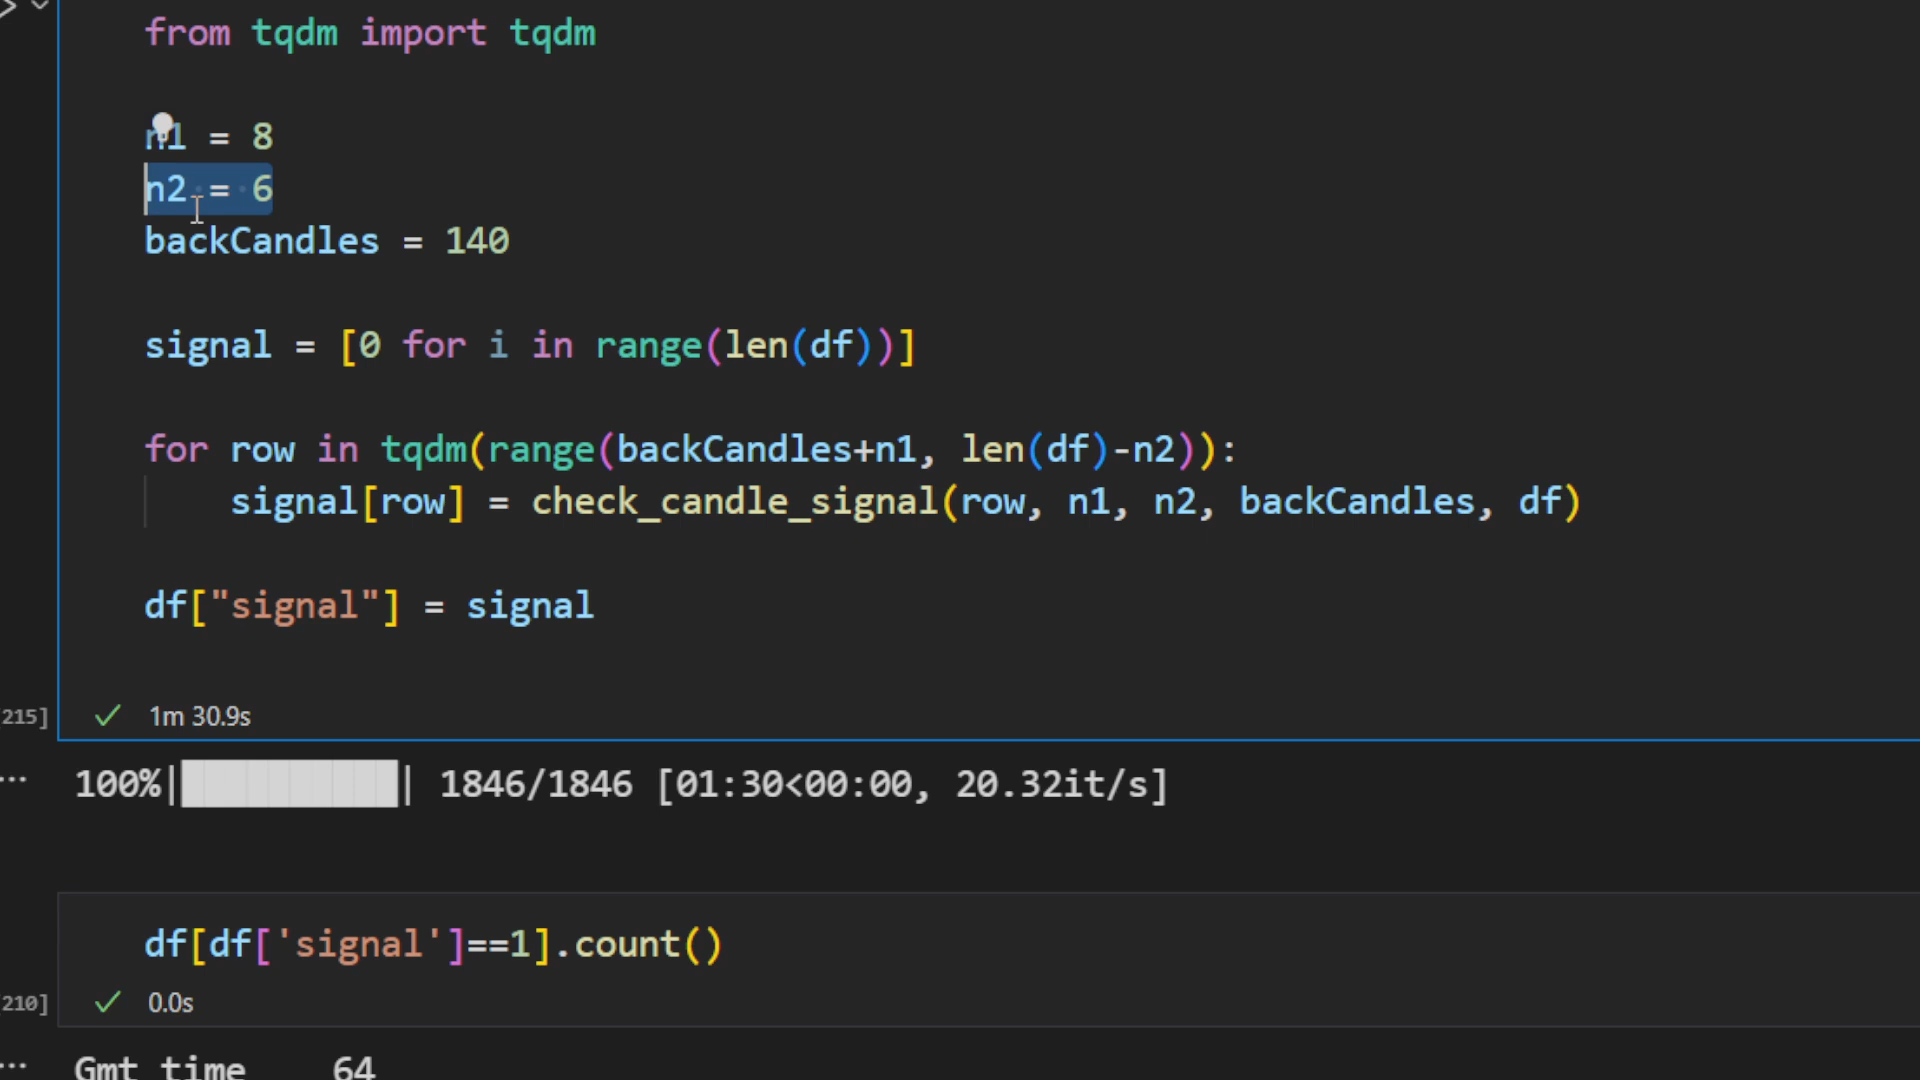 from tqdm import tqdm
n1 = 8
n2 = 6
backCandles = 140
signal = [0 for i in range(len(df))]
for row in tqdm(range(backCandles+n1, len(df)-n2)):
signal[row] = check_candle_signal(row, n1, n2, backCandles, df)
df["signal"] = signal
215]
1m 30.9s
... 100%|██████████| 1846/1846 [01:30<00:00, 20.32it/s]
df[df['signal']==1].count()
210]
0.0s
... Gmt time 64